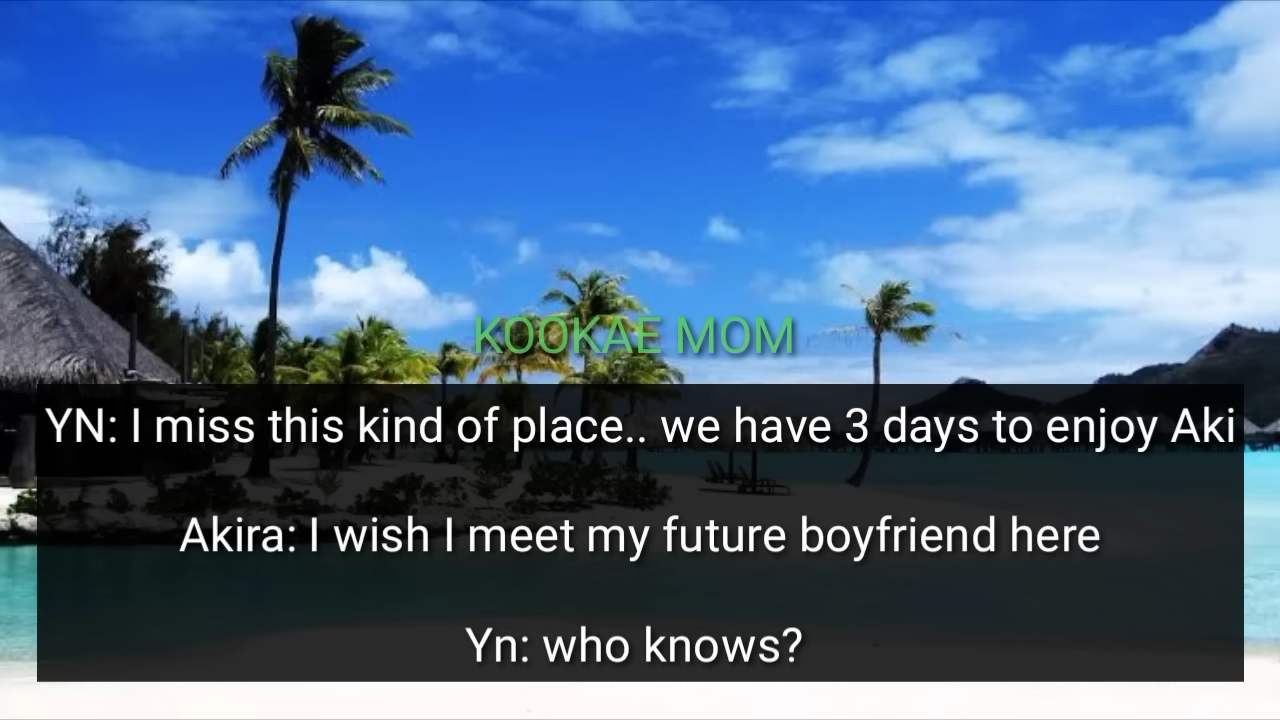 KOOKAE MOM
YN: I miss this kind of place.. we have 3 days to enjoy Aki
Akira: I wish I meet my future boyfriend here
Yn: who knows?